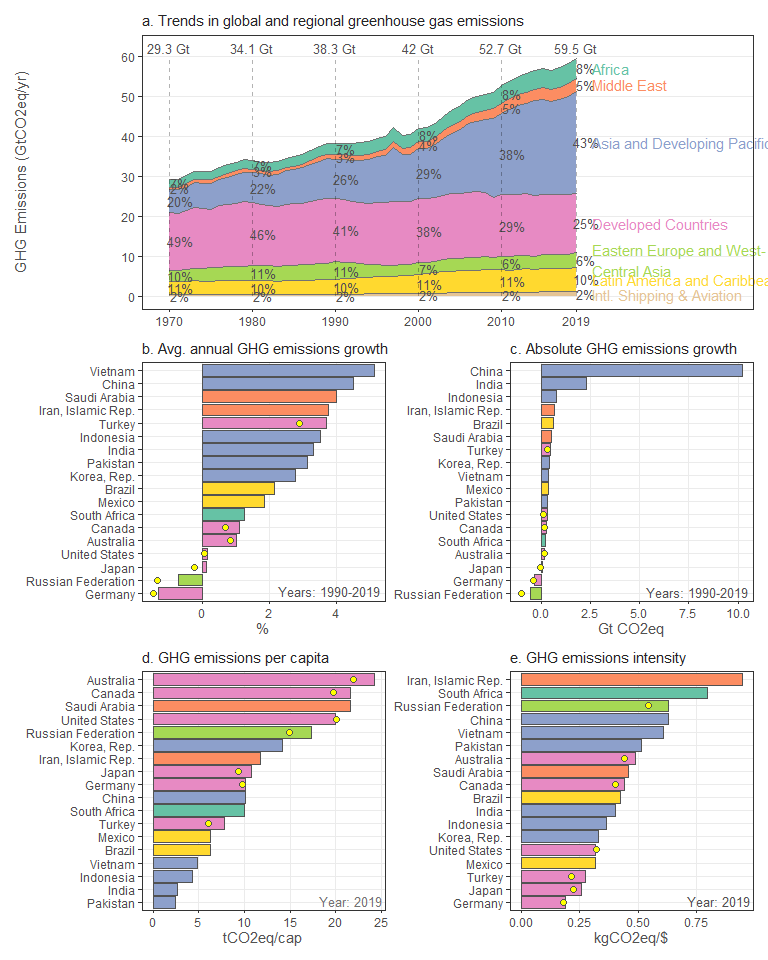 a. Trends in global and regional greenhouse gas emissions
GHG Emissions (GtCO2eq/yr)
60
50
40
30
20
10
0
29.3 Gt 34.1 Gt 38.3 Gt 42 Gt 52.7 Gt 59.5 Gt
7% 7% 8% 8% 8% Africa
2% 3% 3% 4% 5% 5% Middle East
20% 22% 26% 29% 38% 43% Asia and Developing Pacific
49% 46% 41% 38% 29% 25% Developed Countries
10% 11% 11% 7% 6% 6% Eastern Europe and West-
Central Asia
11% 10% 10% 11% 11% 10% Latin America and Caribbea
2% 2% 2% 2% 2% 2% Intl. Shipping & Aviation
1970 1980 1990 2000 2010 2019
b. Avg. annual GHG emissions growth
Vietnam
China
Saudi Arabia
Iran, Islamic Rep.
Turkey
Indonesia
India
Pakistan
Korea, Rep.
Brazil
Mexico
South Africa
Canada
Australia
United States
Japan
Russian Federation
Germany
Years: 1990-2019
0 2 4
%
c. Absolute GHG emissions growth
China
India
Indonesia
Iran, Islamic Rep.
Brazil
Saudi Arabia
Turkey
Korea, Rep.
Vietnam
Mexico
Pakistan
United States
Canada
South Africa
Australia
Japan
Germany
Russian Federation
Years: 1990-2019
0.0 2.5 5.0 7.5 10.0
Gt CO2eq
d. GHG emissions per capita
Australia
Canada
Saudi Arabia
United States
Russian Federation
Korea, Rep.
Iran, Islamic Rep.
Japan
Germany
China
South Africa
Turkey
Mexico
Brazil
Vietnam
Indonesia
India
Pakistan
Year: 2019
0 5 10 15 20 25
tCO2eq/cap
e. GHG emissions intensity
Iran, Islamic Rep.
South Africa
Russian Federation
China
Vietnam
Pakistan
Australia
Saudi Arabia
Canada
Brazil
India
Indonesia
Korea, Rep.
United States
Mexico
Turkey
Japan
Germany
Year: 2019
0.00 0.25 0.50 0.75
kgCO2eq/$